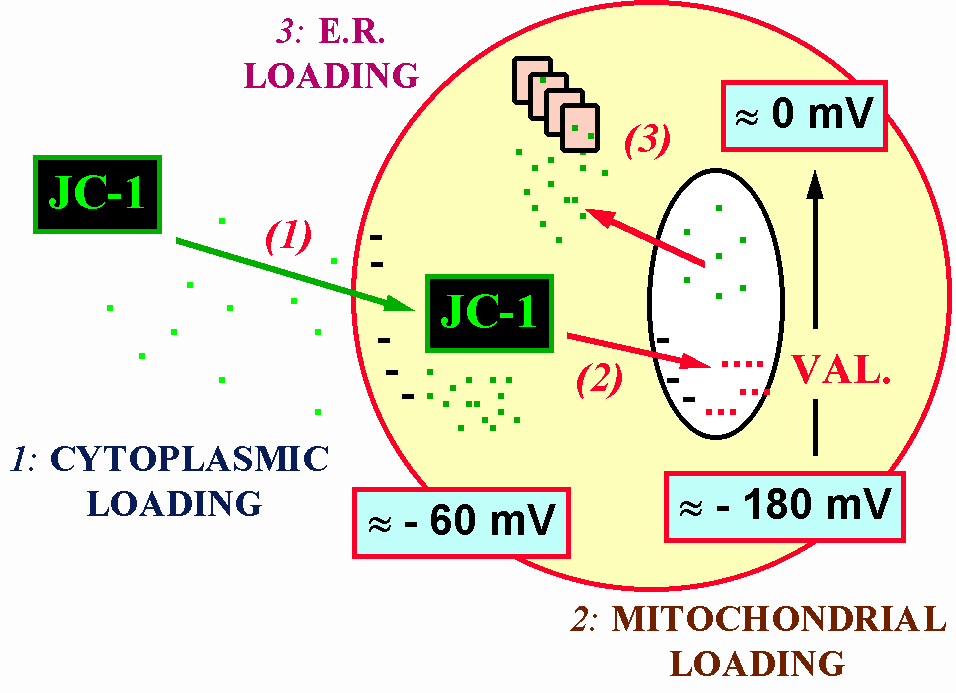 3: E.R.
LOADING
≈ 0 mV
(3)
JC-1
(1)
JC-1
(2)
VAL.
1: CYTOPLASMIC
LOADING
≈ - 60 mV
≈ - 180 mV
2: MITOCHONDRIAL
LOADING